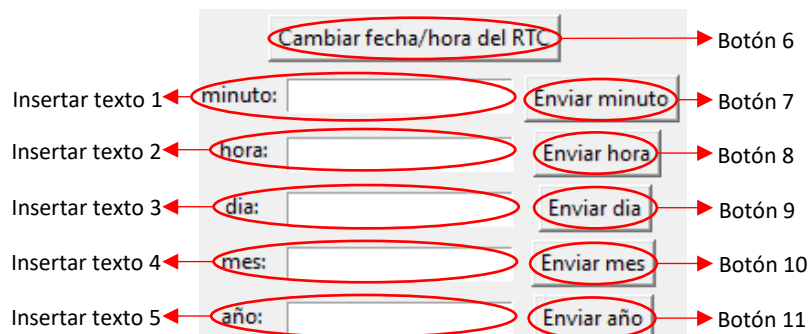 Cambiar fecha/hora del RTC Botón 6
Insertar texto 1 minuto: Enviar minuto Botón 7
Insertar texto 2 hora: Enviar hora Botón 8
Insertar texto 3 dia: Enviar dia Botón 9
Insertar texto 4 mes: Enviar mes Botón 10
Insertar texto 5 año: Enviar año Botón 11